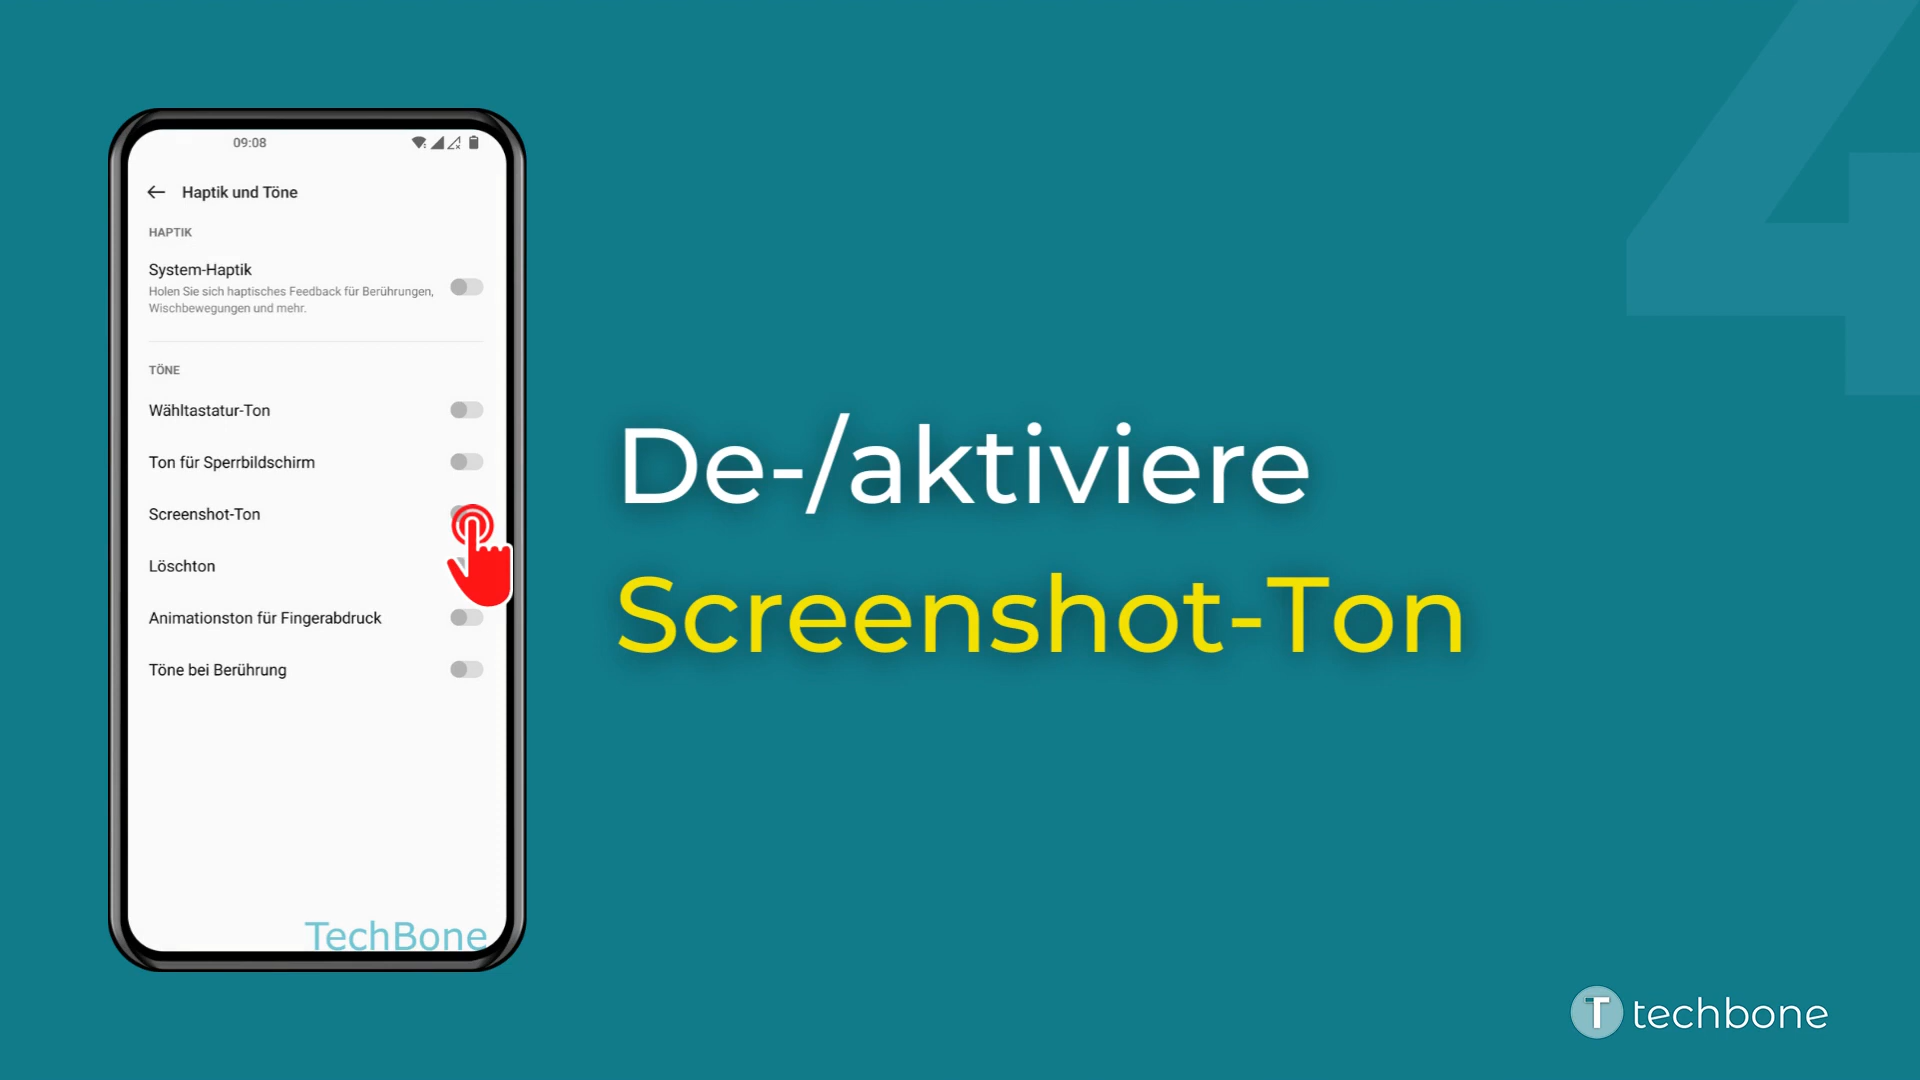 4
09:08
Haptik und Töne
HAPTIK
System-Haptik
Holen Sie sich haptisches Feedback für Berührungen,
Wischbewegungen und mehr.
TÖNE
Wähltastatur-Ton
Ton für Sperrbildschirm
Screenshot-Ton
Löschton
Animationston für Fingerabdruck
Töne bei Berührung
TechBone
De-/aktiviere
Screenshot-Ton
T techbone